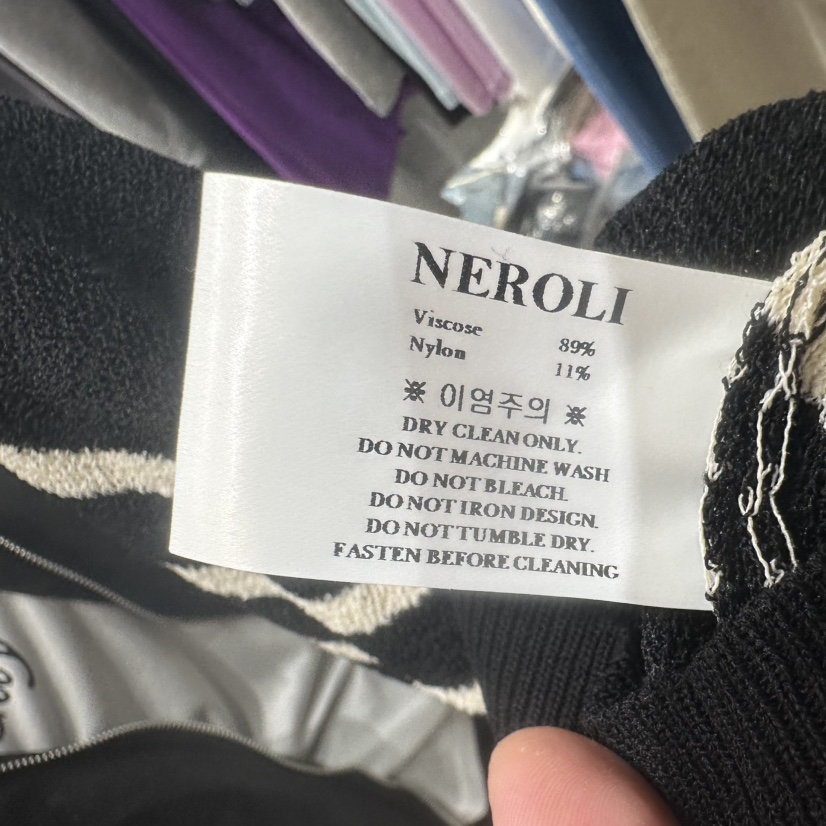 NEROLI
Viscose 89%
Nylon 11%
※ 이염주의 ※
DRY CLEAN ONLY.
DO NOT MACHINE WASH
DO NOT BLEACH.
DO NOT IRON DESIGN.
DO NOT TUMBLE DRY.
FASTEN BEFORE CLEANING